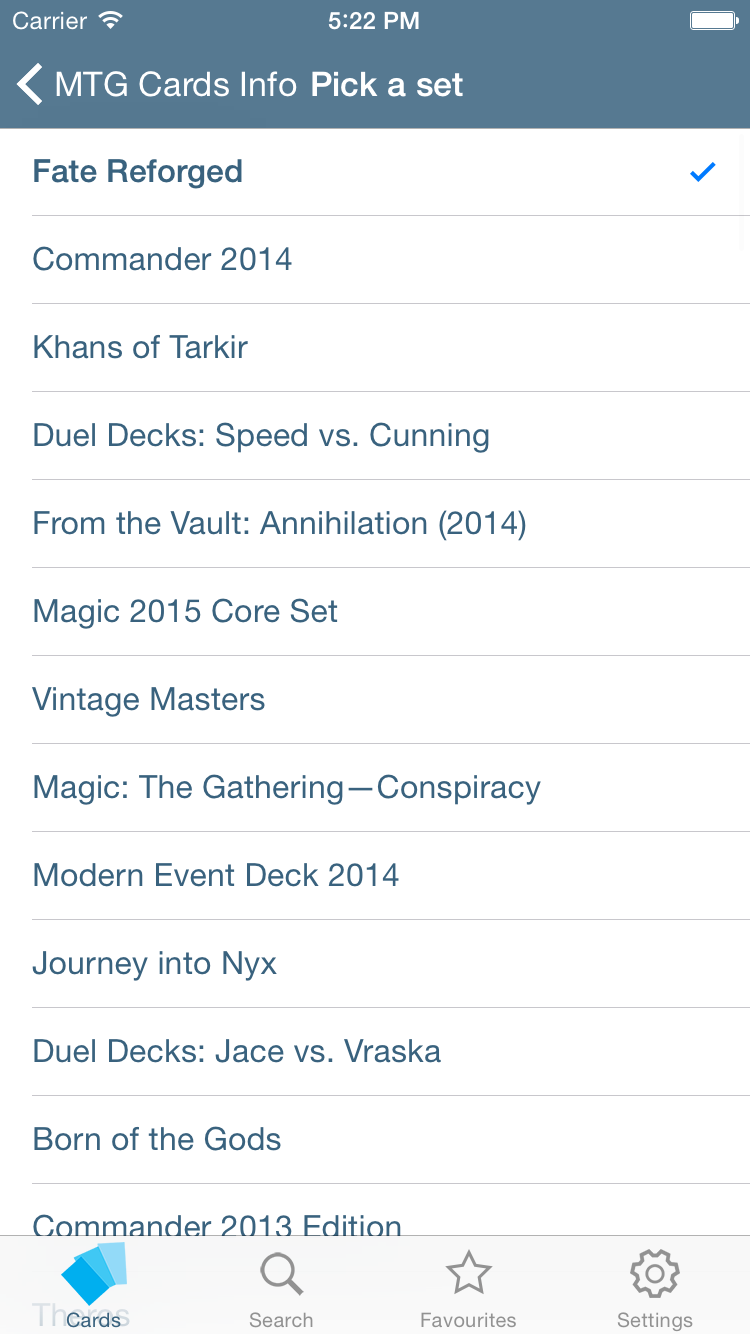 Carrier 5:22 PM
MTG Cards Info Pick a set
Fate Reforged
Commander 2014
Khans of Tarkir
Duel Decks: Speed vs. Cunning
From the Vault: Annihilation (2014)
Magic 2015 Core Set
Vintage Masters
Magic: The Gathering—Conspiracy
Modern Event Deck 2014
Journey into Nyx
Duel Decks: Jace vs. Vraska
Born of the Gods
Commander 2013 Edition
Theros
Cards Search Favourites Settings